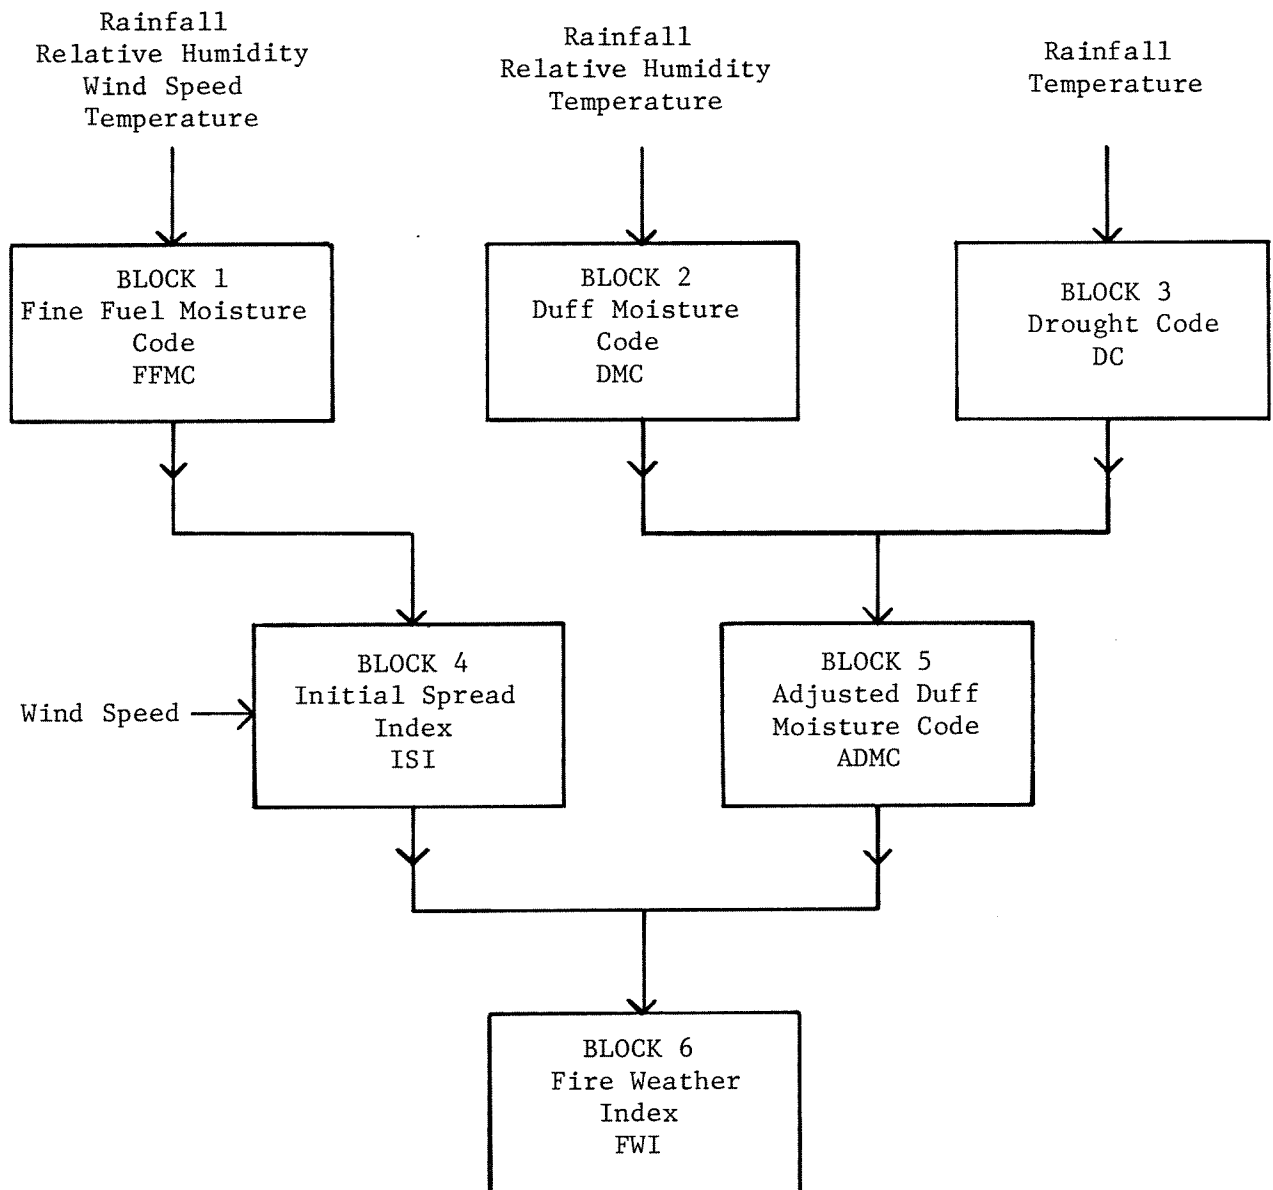 Rainfall
Relative Humidity
Wind Speed
Temperature
Rainfall
Relative Humidity
Temperature
Rainfall
Temperature
BLOCK 1
Fine Fuel Moisture
Code
FFMC
BLOCK 2
Duff Moisture
Code
DMC
BLOCK 3
Drought Code
DC
Wind Speed
BLOCK 4
Initial Spread
Index
ISI
BLOCK 5
Adjusted Duff
Moisture Code
ADMC
BLOCK 6
Fire Weather
Index
FWI